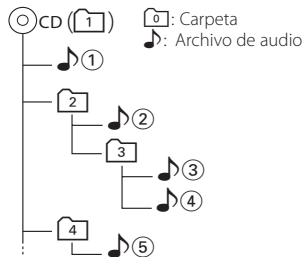 CD (1)
0: Carpeta
: Archivo de audio
①
2
②
3
③
④
4
⑤